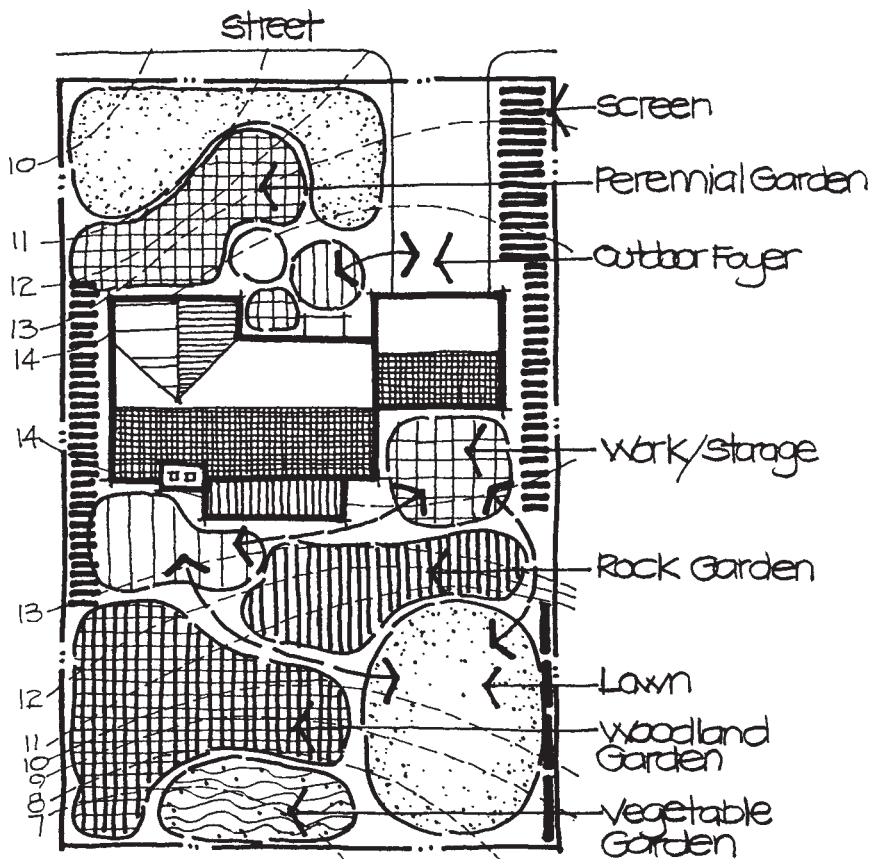 Street
Screen
10
Perennial Garden
11
Outdoor Foyer
12
13
14
14
Work/Storage
Rock Garden
13
Lawn
12
Woodland
Garden
11
10
9
8
7
Vegetable
Garden